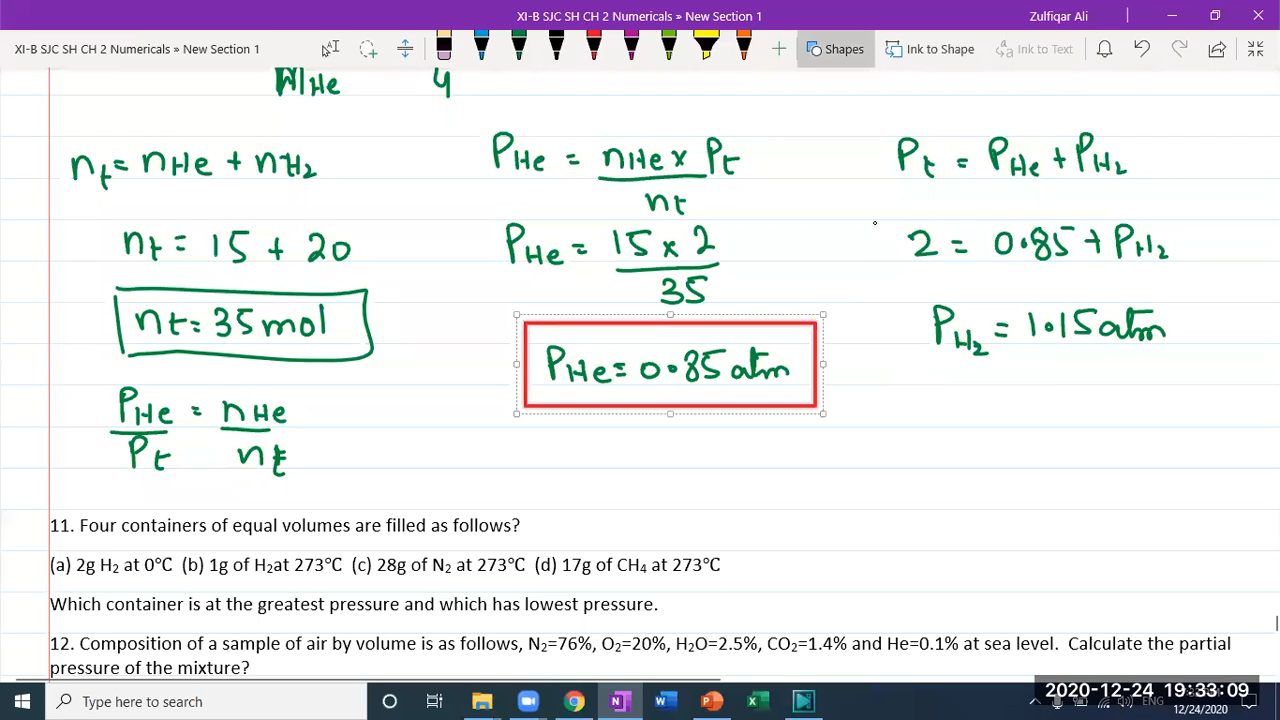 XI-B SJC SH CH 2 Numericals » New Section 1
Zulfiqar Ali
XI-B SJC SH CH 2 Numericals » New Section 1
Shapes
Ink to Shape
Ink to Text
He 4
nt = nHe + nH₂
nt = 15 + 20
nt = 35 mol
PHe = nHe
Pt nt
PHe = nHe × Pt
nt
PHe = 15 × 2
35
PHe = 0.85 atm
Pt = PHe + PH₂
2 = 0.85 + PH₂
PH₂ = 1.15 atm
11. Four containers of equal volumes are filled as follows?
(a) 2g H₂ at 0°C (b) 1g of H₂at 273°C (c) 28g of N₂ at 273°C (d) 17g of CH₄ at 273°C
Which container is at the greatest pressure and which has lowest pressure.
12. Composition of a sample of air by volume is as follows, N₂=76%, O₂=20%, H₂O=2.5%, CO₂=1.4% and He=0.1% at sea level. Calculate the partial
pressure of the mixture?
Type here to search
2020-12-24 19:33:09
ENG
12/24/2020